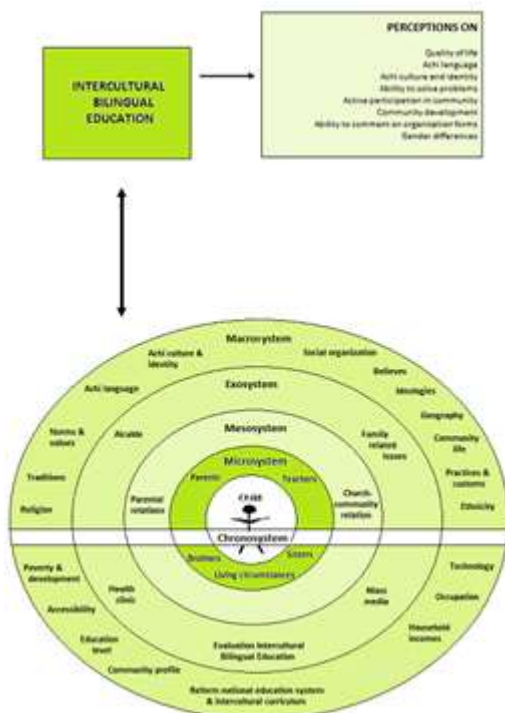 PERCEPTIONS ON
Quality of life
Achi language
Achi culture and identity
Ability to solve problems
Active participation in community
Community development
Ability to comment on organisation forms
Gender differences
INTERCULTURAL
BILINGUAL
EDUCATION
Macrosystem
Achi culture &
identity
Social organization
Believes
Achi language
Ideologies
Exosystem
Geography
Norms &
values
Alcalde
Mesosystem
Family
related
issues
Community
life
Microsystem
Traditions
Parents
Teachers
Practices &
customs
Religion
Parental
relations
Child
Church-
community
relation
Ethnicity
Chronosystem
Brothers
Sisters
Living circumstances
Poverty &
development
Technology
Accessibility
Health
clinic
Mass
media
Occupation
Education
level
Household
incomes
Community profile
Evaluation Intercultural
Bilingual Education
Reform national education system
& intercultural curriculum